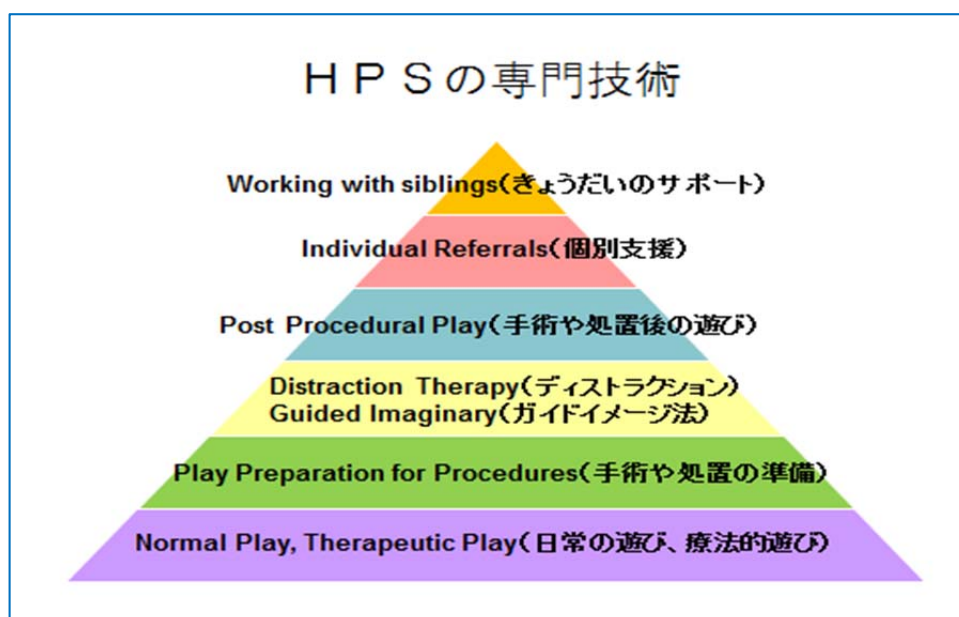 ＨＰＳの専門技術
Working with siblings(きょうだいのサポート)
Individual Referrals(個別支援)
Post Procedural Play(手術や処置後の遊び)
Distraction Therapy(ディストラクション)
Guided Imaginary(ガイドイメージ法)
Play Preparation for Procedures(手術や処置の準備)
Normal Play, Therapeutic Play(日常の遊び、療法的遊び)